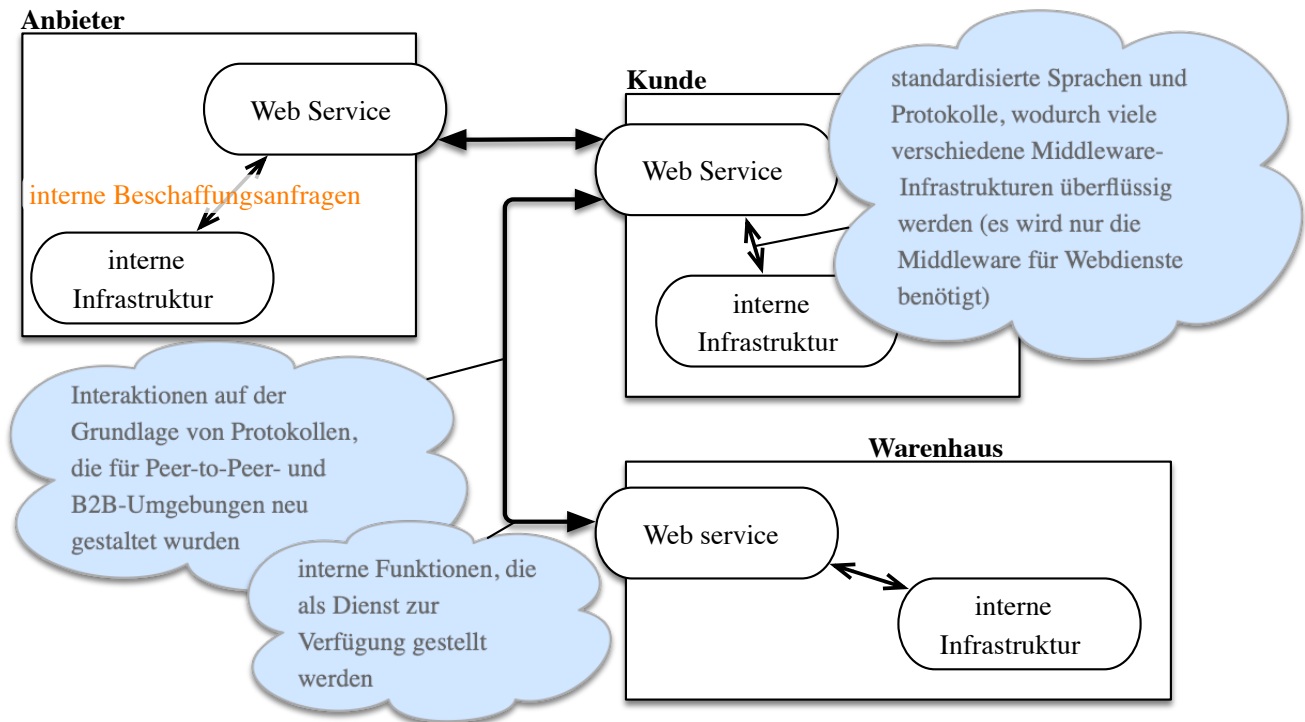 Anbieter
Web Service
interne Beschaffungsanfragen
interne
Infrastruktur
Kunde
Web Service
interne
Infrastruktur
standardisierte Sprachen und
Protokolle, wodurch viele
verschiedene Middleware-
Infrastrukturen überflüssig
werden (es wird nur die
Middleware für Webdienste
benötigt)
Interaktionen auf der
Grundlage von Protokollen,
die für Peer-to-Peer- und
B2B-Umgebungen neu
gestaltet wurden
interne Funktionen, die
als Dienst zur
Verfügung gestellt
werden
Warenhaus
Web service
interne
Infrastruktur